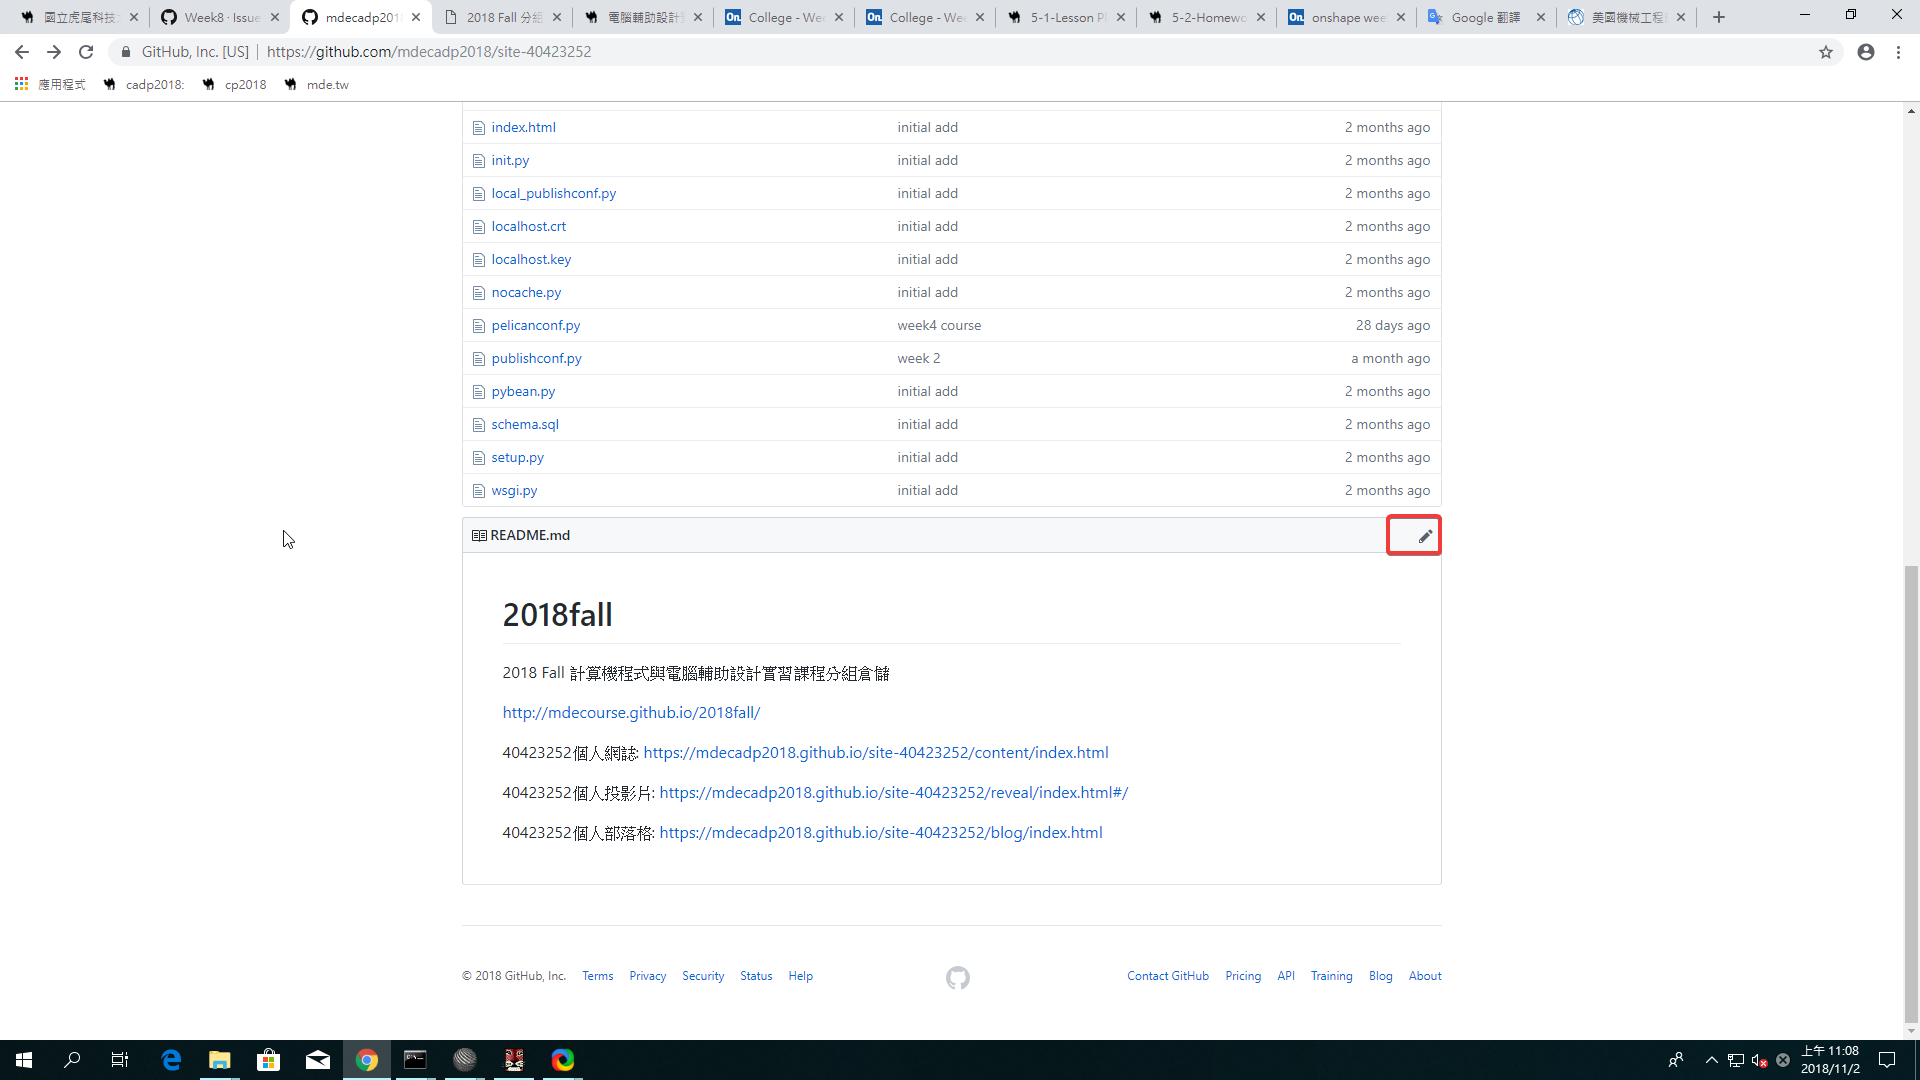 國立虎尾科技
Week8 · Issue
mdecadp201
2018 Fall 分組
電腦輔助設計
College - We
College - We
5-1-Lesson P
5-2-Homewo
onshape wee
Google 翻譯
美國機械工程
GitHub, Inc. [US] | https://github.com/mdecadp2018/site-40423252
應用程式 cadp2018: cp2018 mde.tw
index.html initial add 2 months ago
init.py initial add 2 months ago
local_publishconf.py initial add 2 months ago
localhost.crt initial add 2 months ago
localhost.key initial add 2 months ago
nocache.py initial add 2 months ago
pelicanconf.py week4 course 28 days ago
publishconf.py week 2 a month ago
pybean.py initial add 2 months ago
schema.sql initial add 2 months ago
setup.py initial add 2 months ago
wsgi.py initial add 2 months ago
README.md
2018fall
2018 Fall 計算機程式與電腦輔助設計實習課程分組倉儲
http://mdecourse.github.io/2018fall/
40423252個人網誌: https://mdecadp2018.github.io/site-40423252/content/index.html
40423252個人投影片: https://mdecadp2018.github.io/site-40423252/reveal/index.html#/
40423252個人部落格: https://mdecadp2018.github.io/site-40423252/blog/index.html
© 2018 GitHub, Inc. Terms Privacy Security Status Help Contact GitHub Pricing API Training Blog About
上午 11:08
2018/11/2